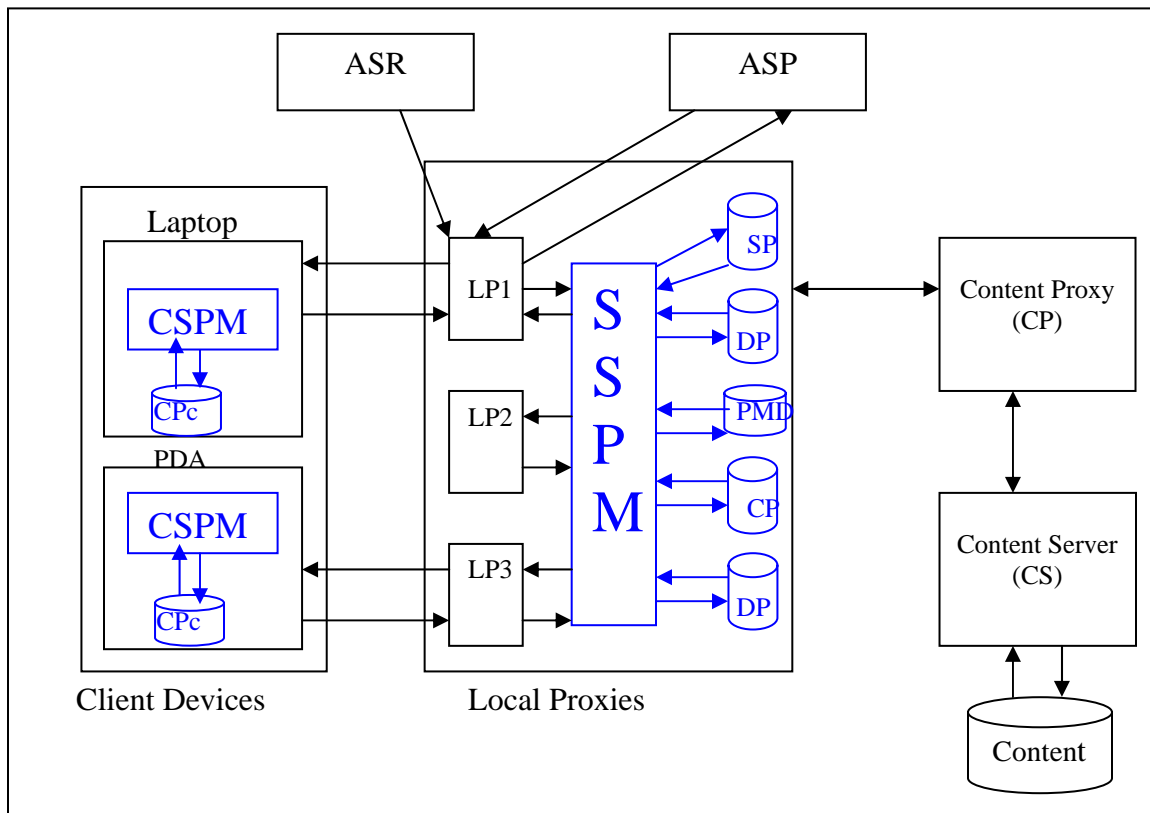 ASR
ASP
Laptop
CSPM
CPc
PDA
CSPM
CPc
Client Devices
LP1
LP2
LP3
S
S
P
M
SP
DP
PMD
CP
DP
Local Proxies
Content Proxy
(CP)
Content Server
(CS)
Content